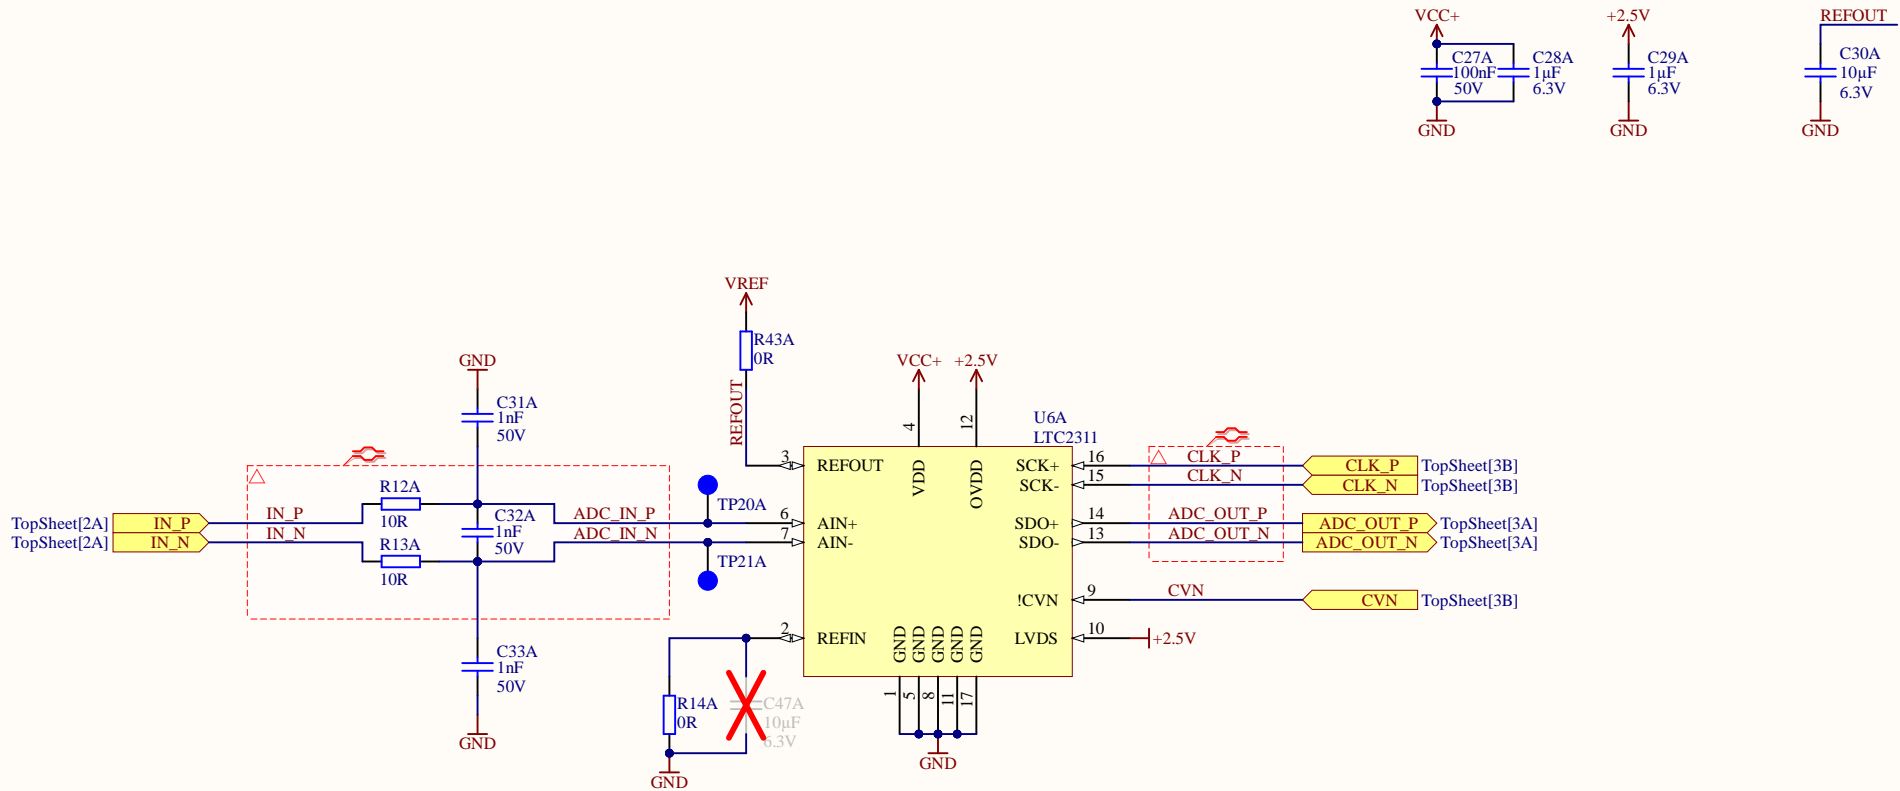 VCC+
+2.5V
REFOUT
C27A
100nF
50V
C28A
1µF
6.3V
C29A
1µF
6.3V
C30A
10µF
6.3V
GND
GND
GND
VREF
R43A
0R
REFOUT
GND
C31A
1nF
50V
VCC+
+2.5V
4
12
U6A
LTC2311
3
REFOUT
VDD
OVDD
SCK+
16
CLK_P
CLK_P
TopSheet[3B]
SCK-
15
CLK_N
CLK_N
TopSheet[3B]
R12A
10R
TP20A
TopSheet[2A]
IN_P
IN_P
C32A
1nF
50V
ADC_IN_P
6
AIN+
SDO+
14
ADC_OUT_P
ADC_OUT_P
TopSheet[3A]
TopSheet[2A]
IN_N
IN_N
ADC_IN_N
7
AIN-
SDO-
13
ADC_OUT_N
ADC_OUT_N
TopSheet[3A]
R13A
10R
TP21A
!CVN
9
CVN
CVN
TopSheet[3B]
2
REFIN
GND
GND
GND
GND
GND
LVDS
10
+2.5V
C33A
1nF
50V
1
5
8
11
17
R14A
0R
C47A
10µF
6.3V
GND
GND
GND